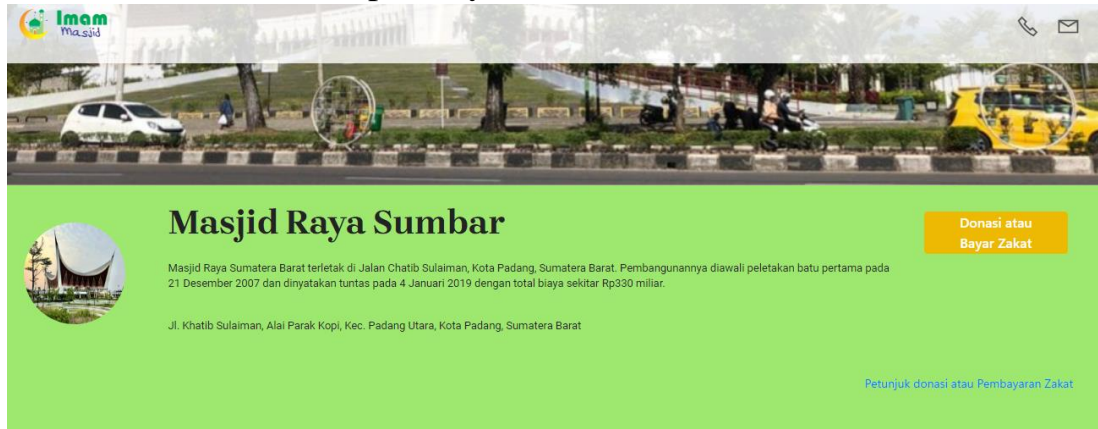 Imam
Masjid
Masjid Raya Sumbar
Donasi atau
Bayar Zakat
Masjid Raya Sumatera Barat terletak di Jalan Chatib Sulaiman, Kota Padang, Sumatera Barat. Pembangunannya diawali peletakan batu pertama pada
21 Desember 2007 dan dinyatakan tuntas pada 4 Januari 2019 dengan total biaya sekitar Rp330 miliar.
Jl. Khatib Sulaiman, Alai Parak Kopi, Kec. Padang Utara, Kota Padang, Sumatera Barat
Petunjuk donasi atau Pembayaran Zakat